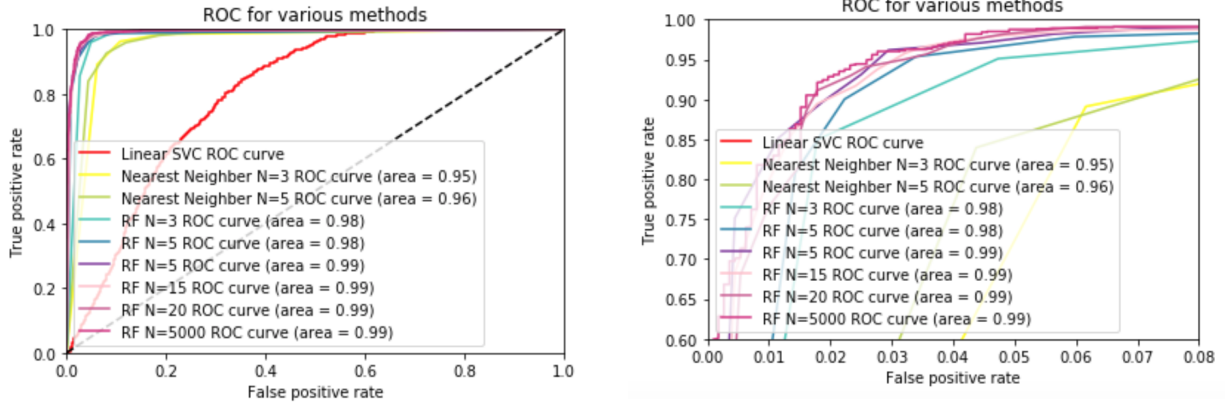 ROC for various methods
1.0
0.8
0.6
0.4
0.2
0.0
True positive rate
Linear SVC ROC curve
Nearest Neighber N=3 ROC curve (area = 0.95)
Nearest Neighber N=5 ROC curve (area = 0.96)
RF N=3 ROC curve (area = 0.98)
RF N=5 ROC curve (area = 0.98)
RF N=5 ROC curve (area = 0.99)
RF N=15 ROC curve (area = 0.99)
RF N=20 ROC curve (area = 0.99)
RF N=5000 ROC curve (area = 0.99)
0.0 0.2 0.4 0.6 0.8 1.0
False positive rate
ROC for various methods
1.00
0.95
0.90
0.85
0.80
0.75
0.70
0.65
0.60
True positive rate
Linear SVC ROC curve
Nearest Neighber N=3 ROC curve (area = 0.95)
Nearest Neighber N=5 ROC curve (area = 0.96)
RF N=3 ROC curve (area = 0.98)
RF N=5 ROC curve (area = 0.98)
RF N=5 ROC curve (area = 0.99)
RF N=15 ROC curve (area = 0.99)
RF N=20 ROC curve (area = 0.99)
RF N=5000 ROC curve (area = 0.99)
0.00 0.01 0.02 0.03 0.04 0.05 0.06 0.07 0.08
False positive rate